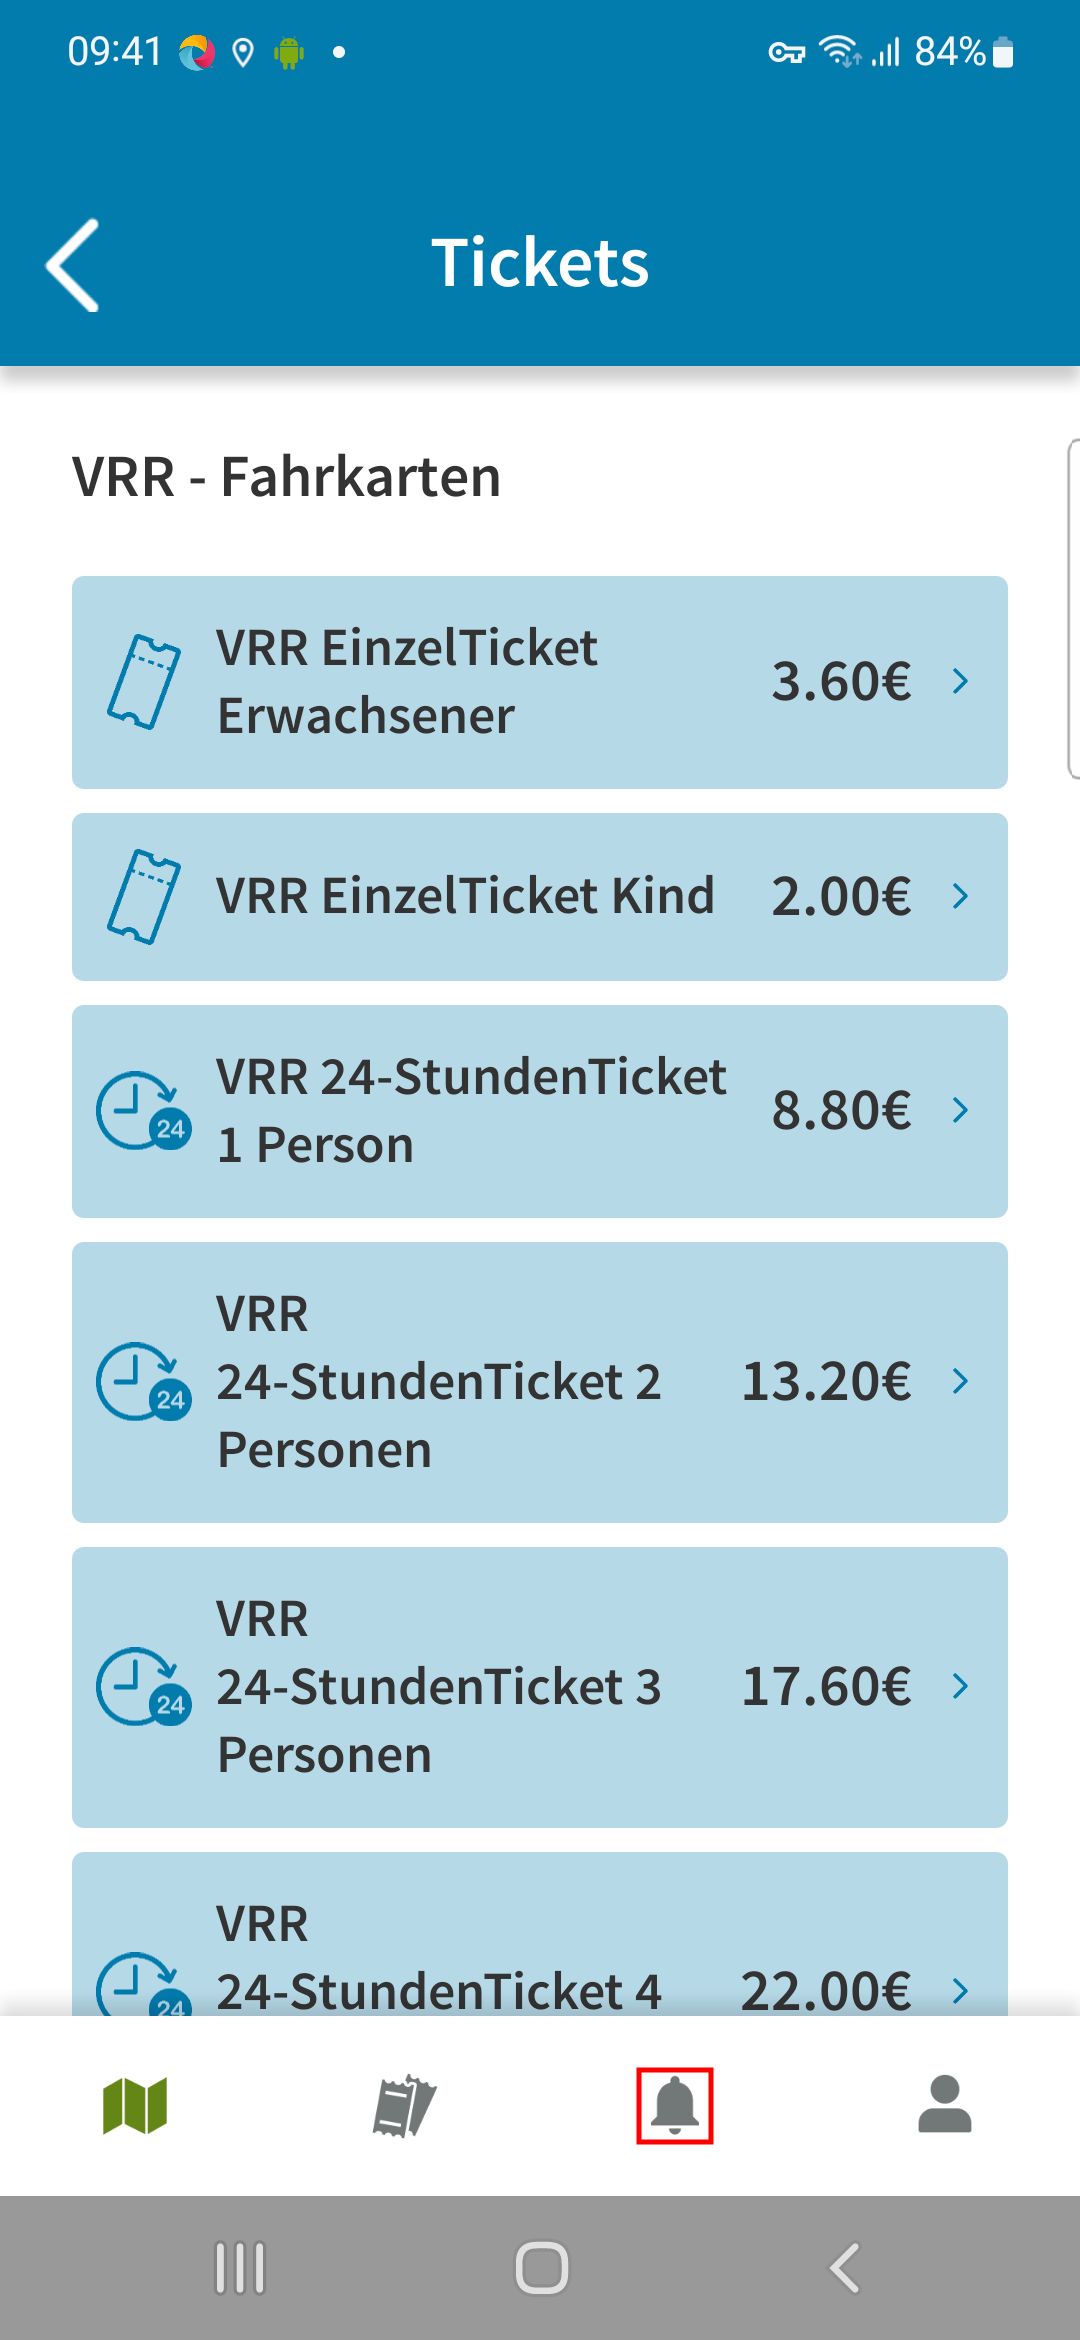 09:41
84%
Tickets
VRR - Fahrkarten
VRR EinzelTicket
Erwachsener
3.60€
VRR EinzelTicket Kind
2.00€
VRR 24-StundenTicket
1 Person
8.80€
24
VRR
24-StundenTicket 2
Personen
13.20€
24
VRR
24-StundenTicket 3
Personen
17.60€
24
VRR
24-StundenTicket 4
22.00€
24